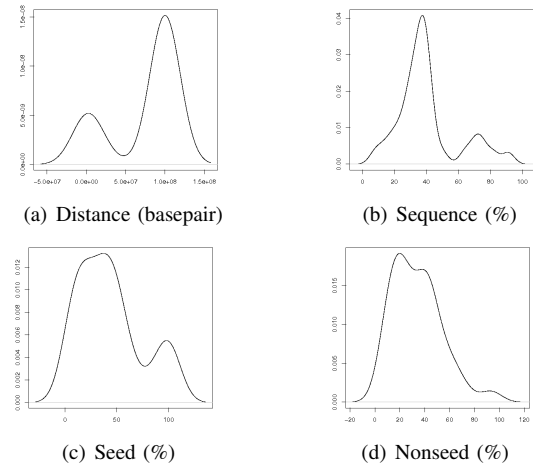 0.0e+00 5.0e-09 1.0e-08 1.5e-08
-5.0e+07 0.0e+00 5.0e+07 1.0e+08 1.5e+08
(a) Distance (basepair)
0.00 0.01 0.02 0.03 0.04
0 20 40 60 80 100
(b) Sequence (%)
0.000 0.002 0.004 0.006 0.008 0.010 0.012
0 50 100
(c) Seed (%)
0.000 0.005 0.010 0.015
-20 0 20 40 60 80 100 120
(d) Nonseed (%)